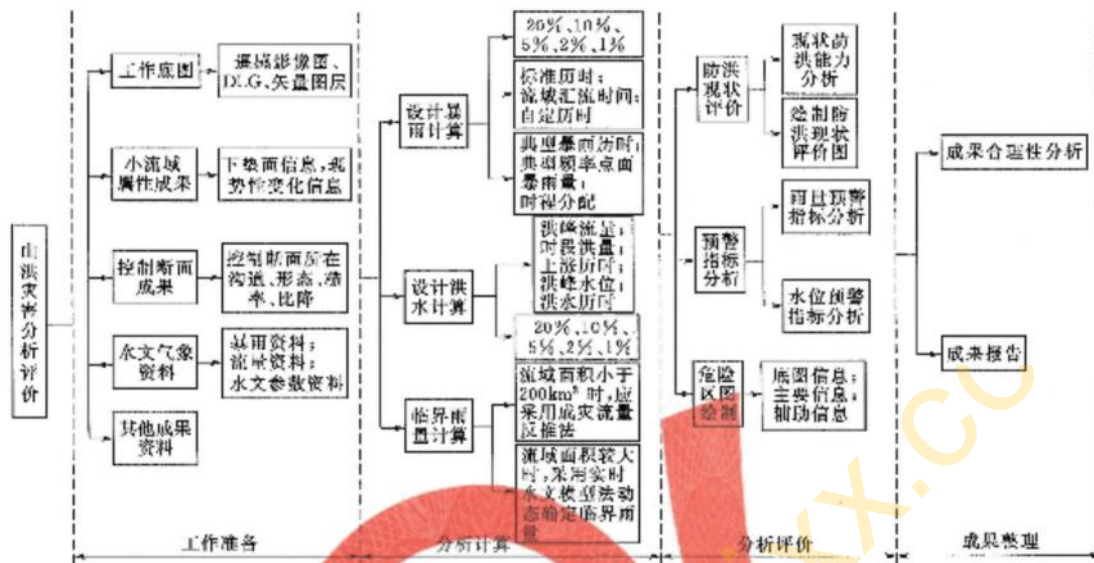 山洪灾害分析评价
工作底图
遥感影像图、
DLG、矢量图层
小流域
属性成果
下垫面信息,现
势性变化信息
控制断面
成果
控制断面所在
沟道、形态、糙
率、比降
水文气象
资料
暴雨资料;
流量资料;
水文参数资料
其他成果
资料
工作准备
设计暴
雨计算
20%、10%、
5%、2%、1%
标准历时;
流域汇流时间;
自定历时
典型暴雨历时;
典型频率点面
暴雨量;
时程分配
设计洪
水计算
洪峰流量;
时段洪量;
上涨历时;
洪峰水位;
洪水历时
20%、10%、
5%、2%、1%
临界雨
量计算
流域面积小于
200km²时,应
采用成灾流量
反推法
流域面积较大
时,采用实时
水文模型法动
态确定临界雨
量
分析计算
防洪
现状
评价
现状防
洪能力
分析
绘制防
洪现状
评价图
预警
指标
分析
雨量预警
指标分析
水位预警
指标分析
危险
区图
绘制
底图信息;
主要信息;
辅助信息
分析评价
成果合理性分析
成果报告
成果整理